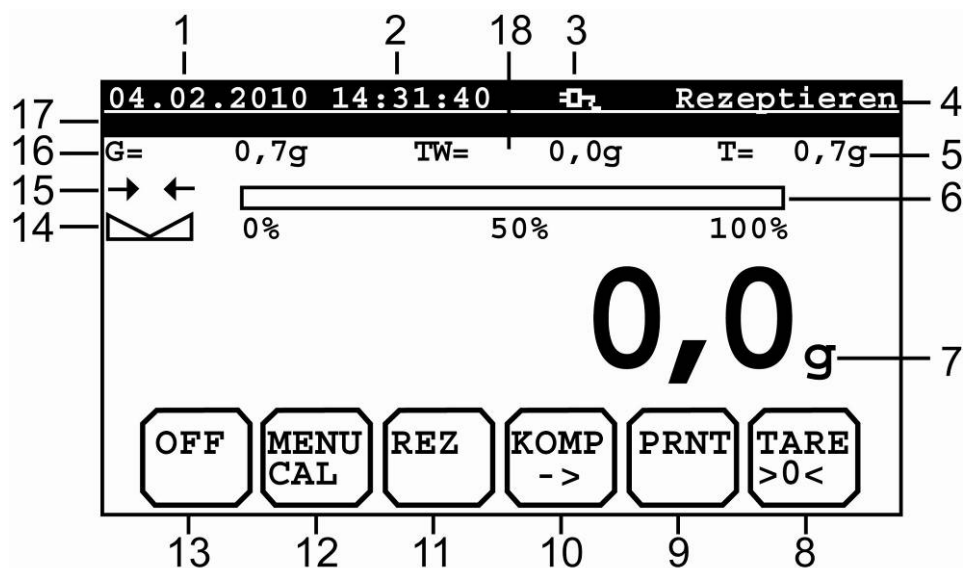 1 2 18 3
04.02.2010 14:31:40 Rezeptieren 4
17
16 G= 0,7g TW= 0,0g T= 0,7g 5
15 6
14 0% 50% 100%
0,0g 7
OFF MENU REZ KOMP PRNT TARE
CAL -> >0<
13 12 11 10 9 8